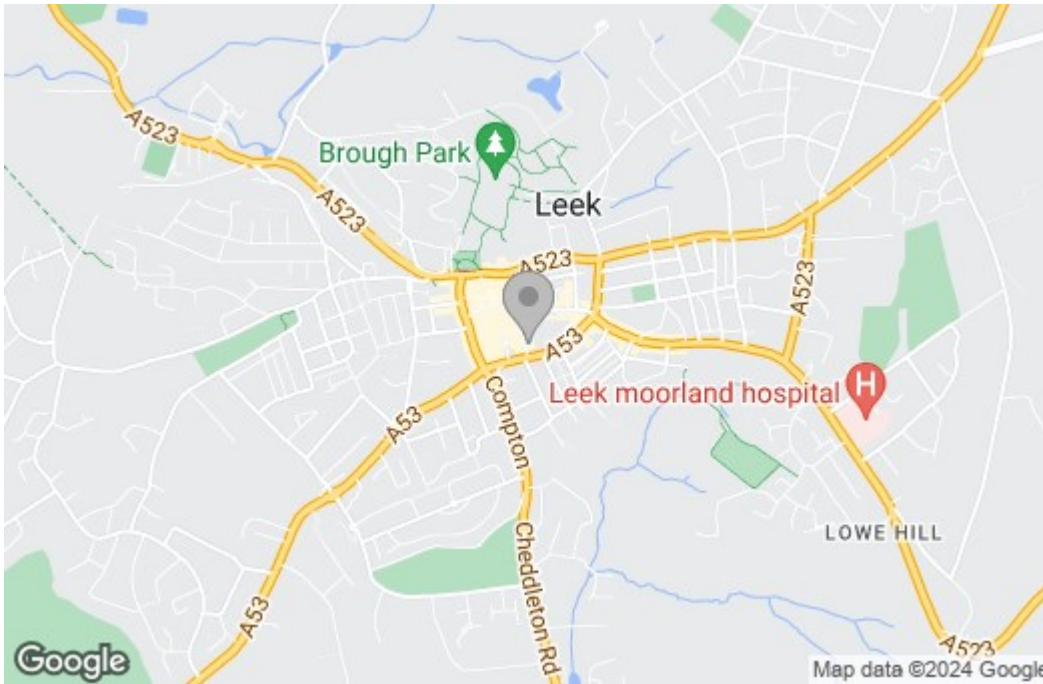 A523
A523
Brough Park
Leek
A523
A523
A53
Leek moorland hospital
H
A53
Compton
LOWE HILL
Cheddleton Rd
A53
A523
Google
Map data ©2024 Google